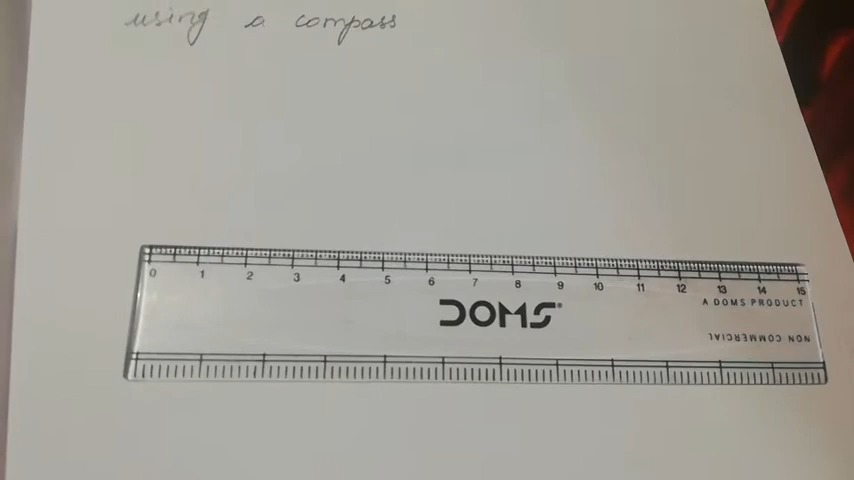 using a compass
0 1 2 3 4 5 6 7 8 9 10 11 12 13 14 15
DOMS®
A DOMS PRODUCT
NON COMMERCIAL